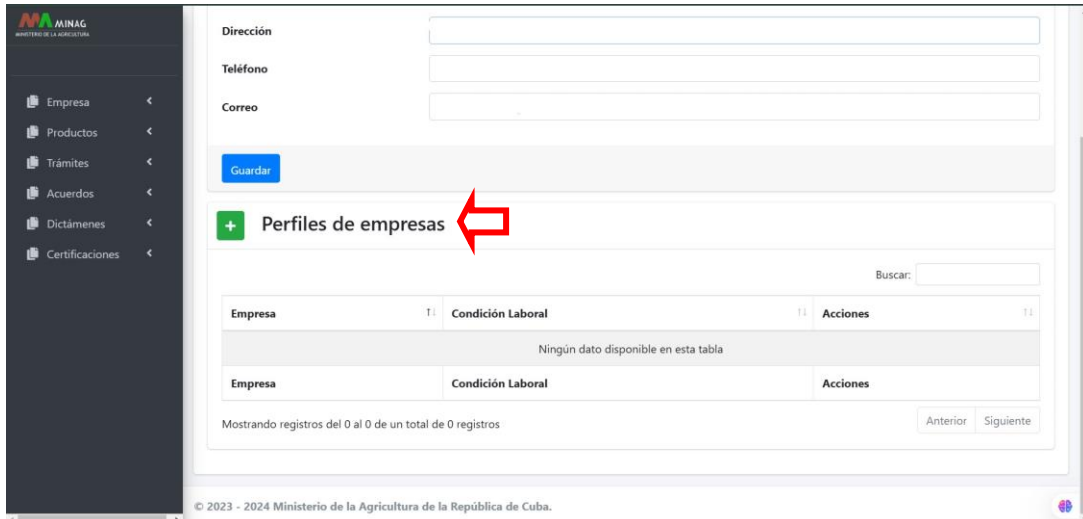 MINAG
MINISTERIO DE LA AGRICULTURA
Empresa
Productos
Trámites
Acuerdos
Dictámenes
Certificaciones
Dirección
Teléfono
Correo
Guardar
+ Perfiles de empresas
Buscar:
Empresa Condición Laboral Acciones
Ningún dato disponible en esta tabla
Empresa Condición Laboral Acciones
Mostrando registros del 0 al 0 de un total de 0 registros Anterior Siguiente
© 2023 - 2024 Ministerio de la Agricultura de la República de Cuba.